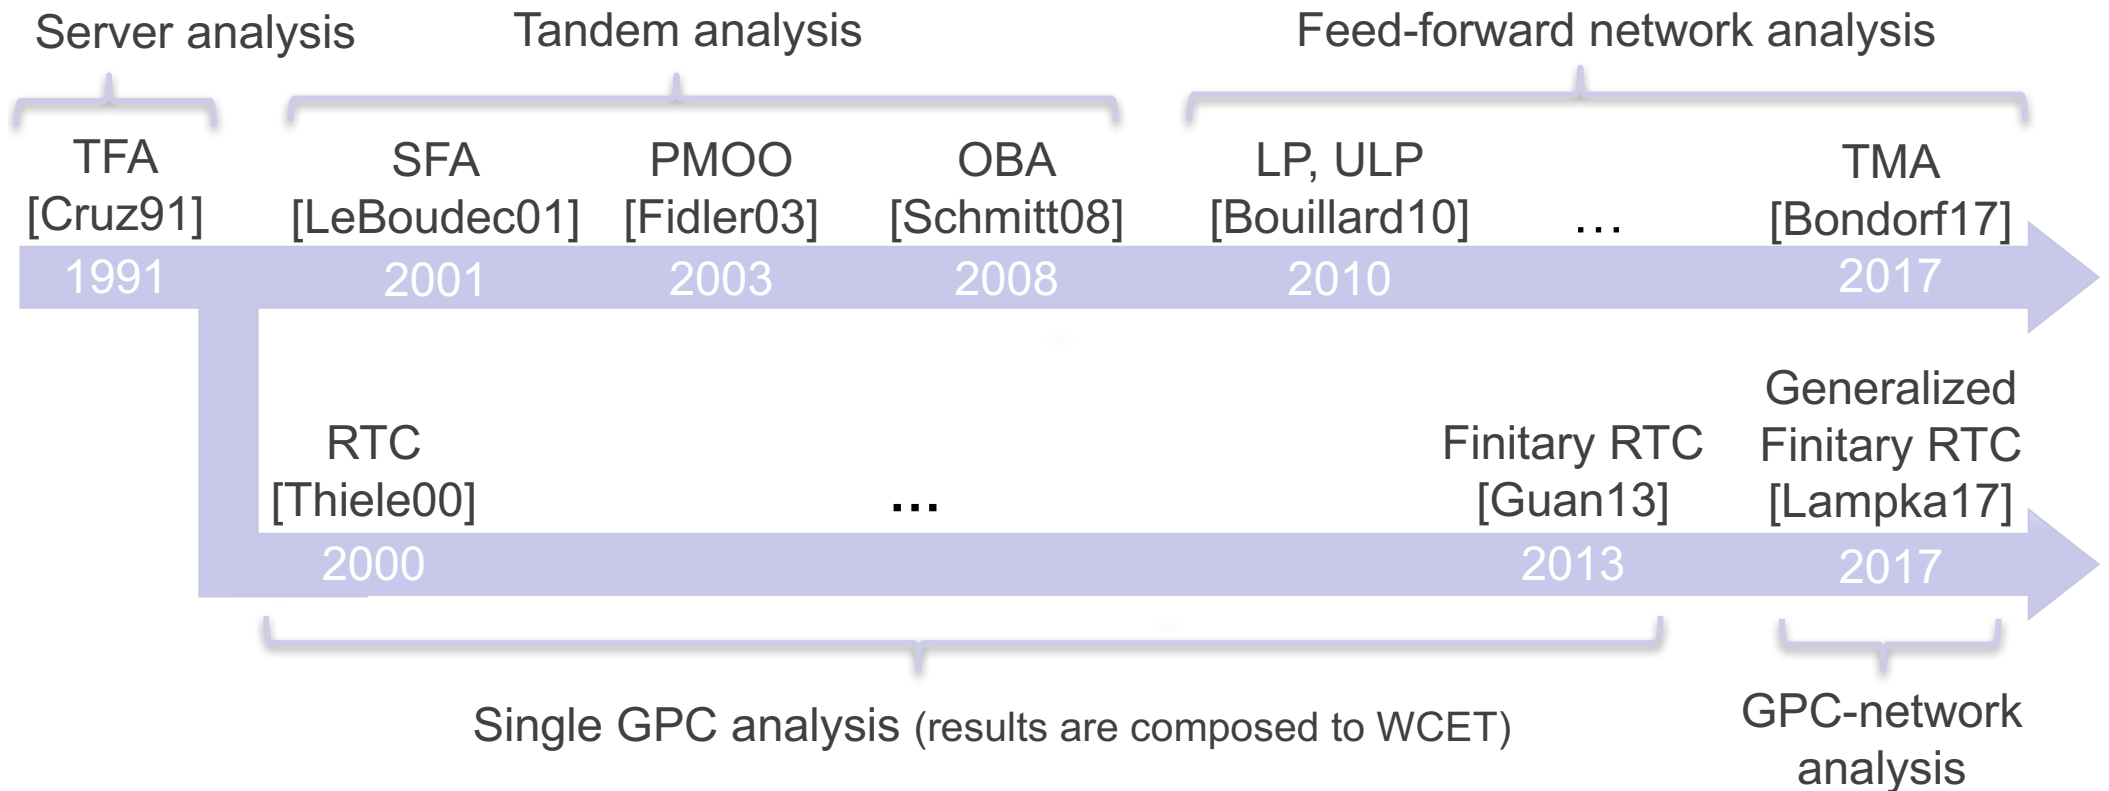 Server analysis
Tandem analysis
Feed-forward network analysis
TFA
[Cruz91]
1991
SFA
[LeBoudec01]
2001
PMOO
[Fidler03]
2003
OBA
[Schmitt08]
2008
LP, ULP
[Bouillard10]
2010
...
TMA
[Bondorf17]
2017
RTC
[Thiele00]
2000
...
Finitary RTC
[Guan13]
2013
Generalized
Finitary RTC
[Lampka17]
2017
Single GPC analysis (results are composed to WCET)
GPC-network
analysis